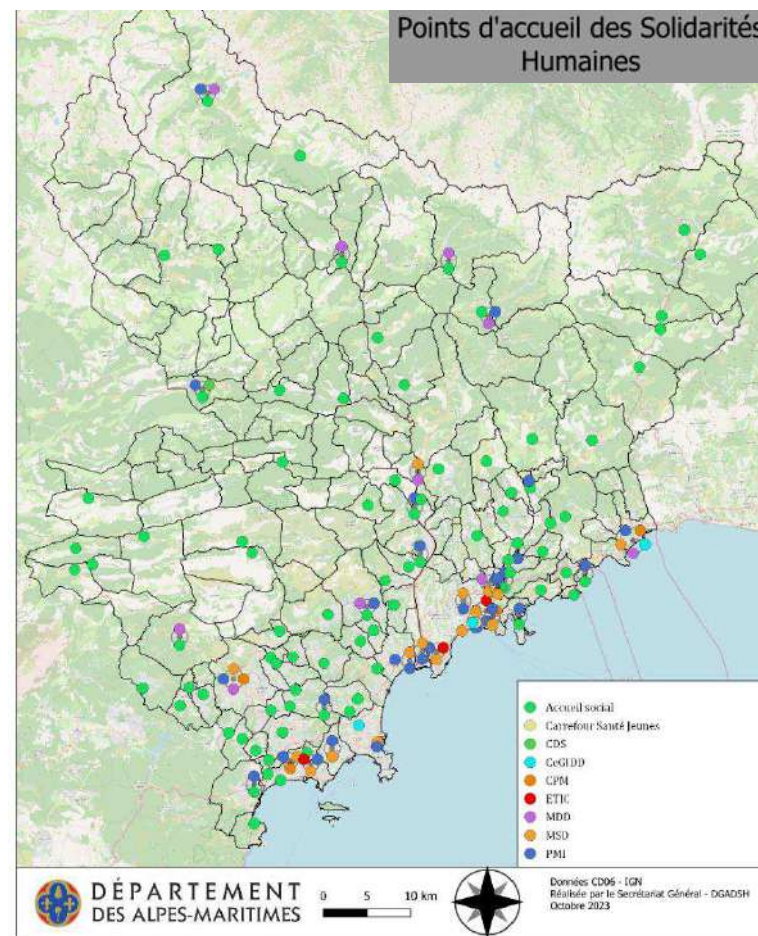 Points d'accueil des Solidarités
Humaines
Accueil social
Carrefour Santé Jeunes
CDS
CeGIDD
CPM
ETIC
MDD
MSD
PMI
DÉPARTEMENT
DES ALPES-MARITIMES
0 5 10 km
Données CD06 - IGN
Réalisée par le Secrétariat Général - DGADSH
Octobre 2023